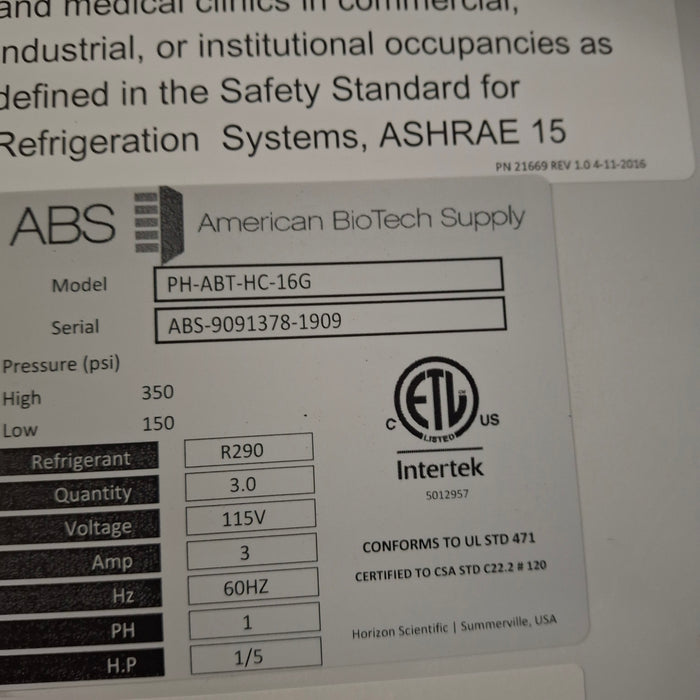 and medical clinics in commercial,
industrial, or institutional occupancies as
defined in the Safety Standard for
Refrigeration Systems, ASHRAE 15
PN 21669 REV 1.0 4-11-2016
ABS American BioTech Supply
Model PH-ABT-HC-16G
Serial ABS-9091378-1909
Pressure (psi)
High 350
Low 150
Refrigerant R290
Quantity 3.0
Voltage 115V
Amp 3
Hz 60HZ
PH 1
H.P 1/5
C ETL US
LISTED
Intertek
5012957
CONFORMS TO UL STD 471
CERTIFIED TO CSA STD C22.2 # 120
Horizon Scientific | Summerville, USA